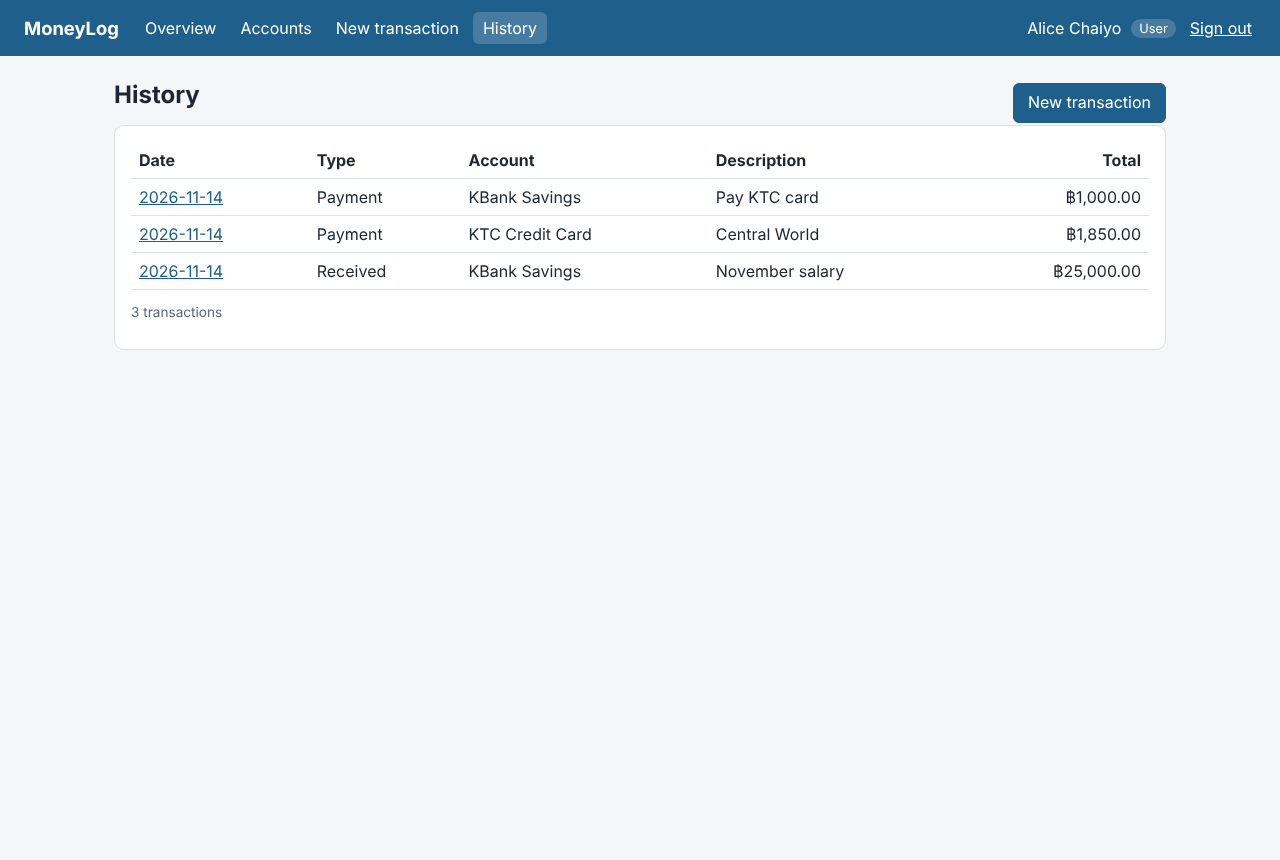 MoneyLog Overview Accounts New transaction History Alice Chaiyo User Sign out
History New transaction
Date Type Account Description Total
2026-11-14 Payment KBank Savings Pay KTC card ฿1,000.00
2026-11-14 Payment KTC Credit Card Central World ฿1,850.00
2026-11-14 Received KBank Savings November salary ฿25,000.00
3 transactions